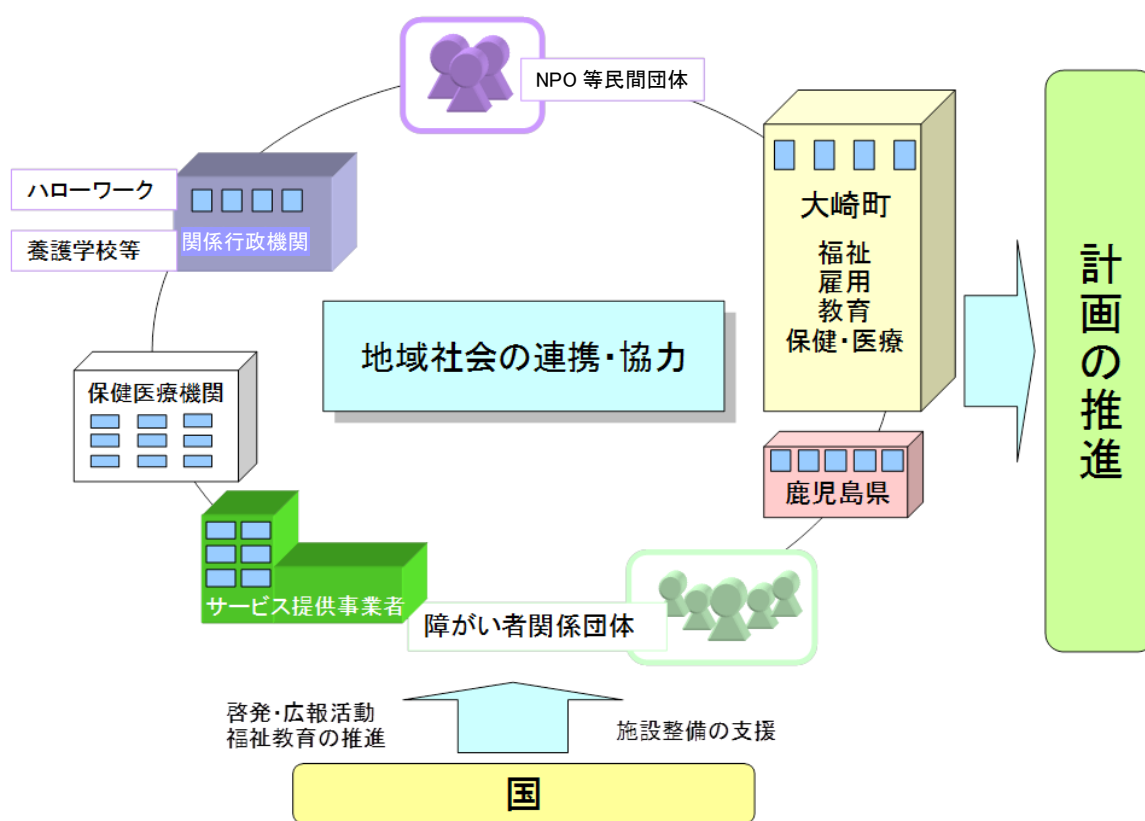 NPO 等民間団体
ハローワーク
養護学校等
関係行政機関
大崎町
福祉
雇用
教育
保健・医療
計画の推進
地域社会の連携・協力
保健医療機関
鹿児島県
サービス提供事業者
障がい者関係団体
啓発・広報活動
福祉教育の推進
施設整備の支援
国